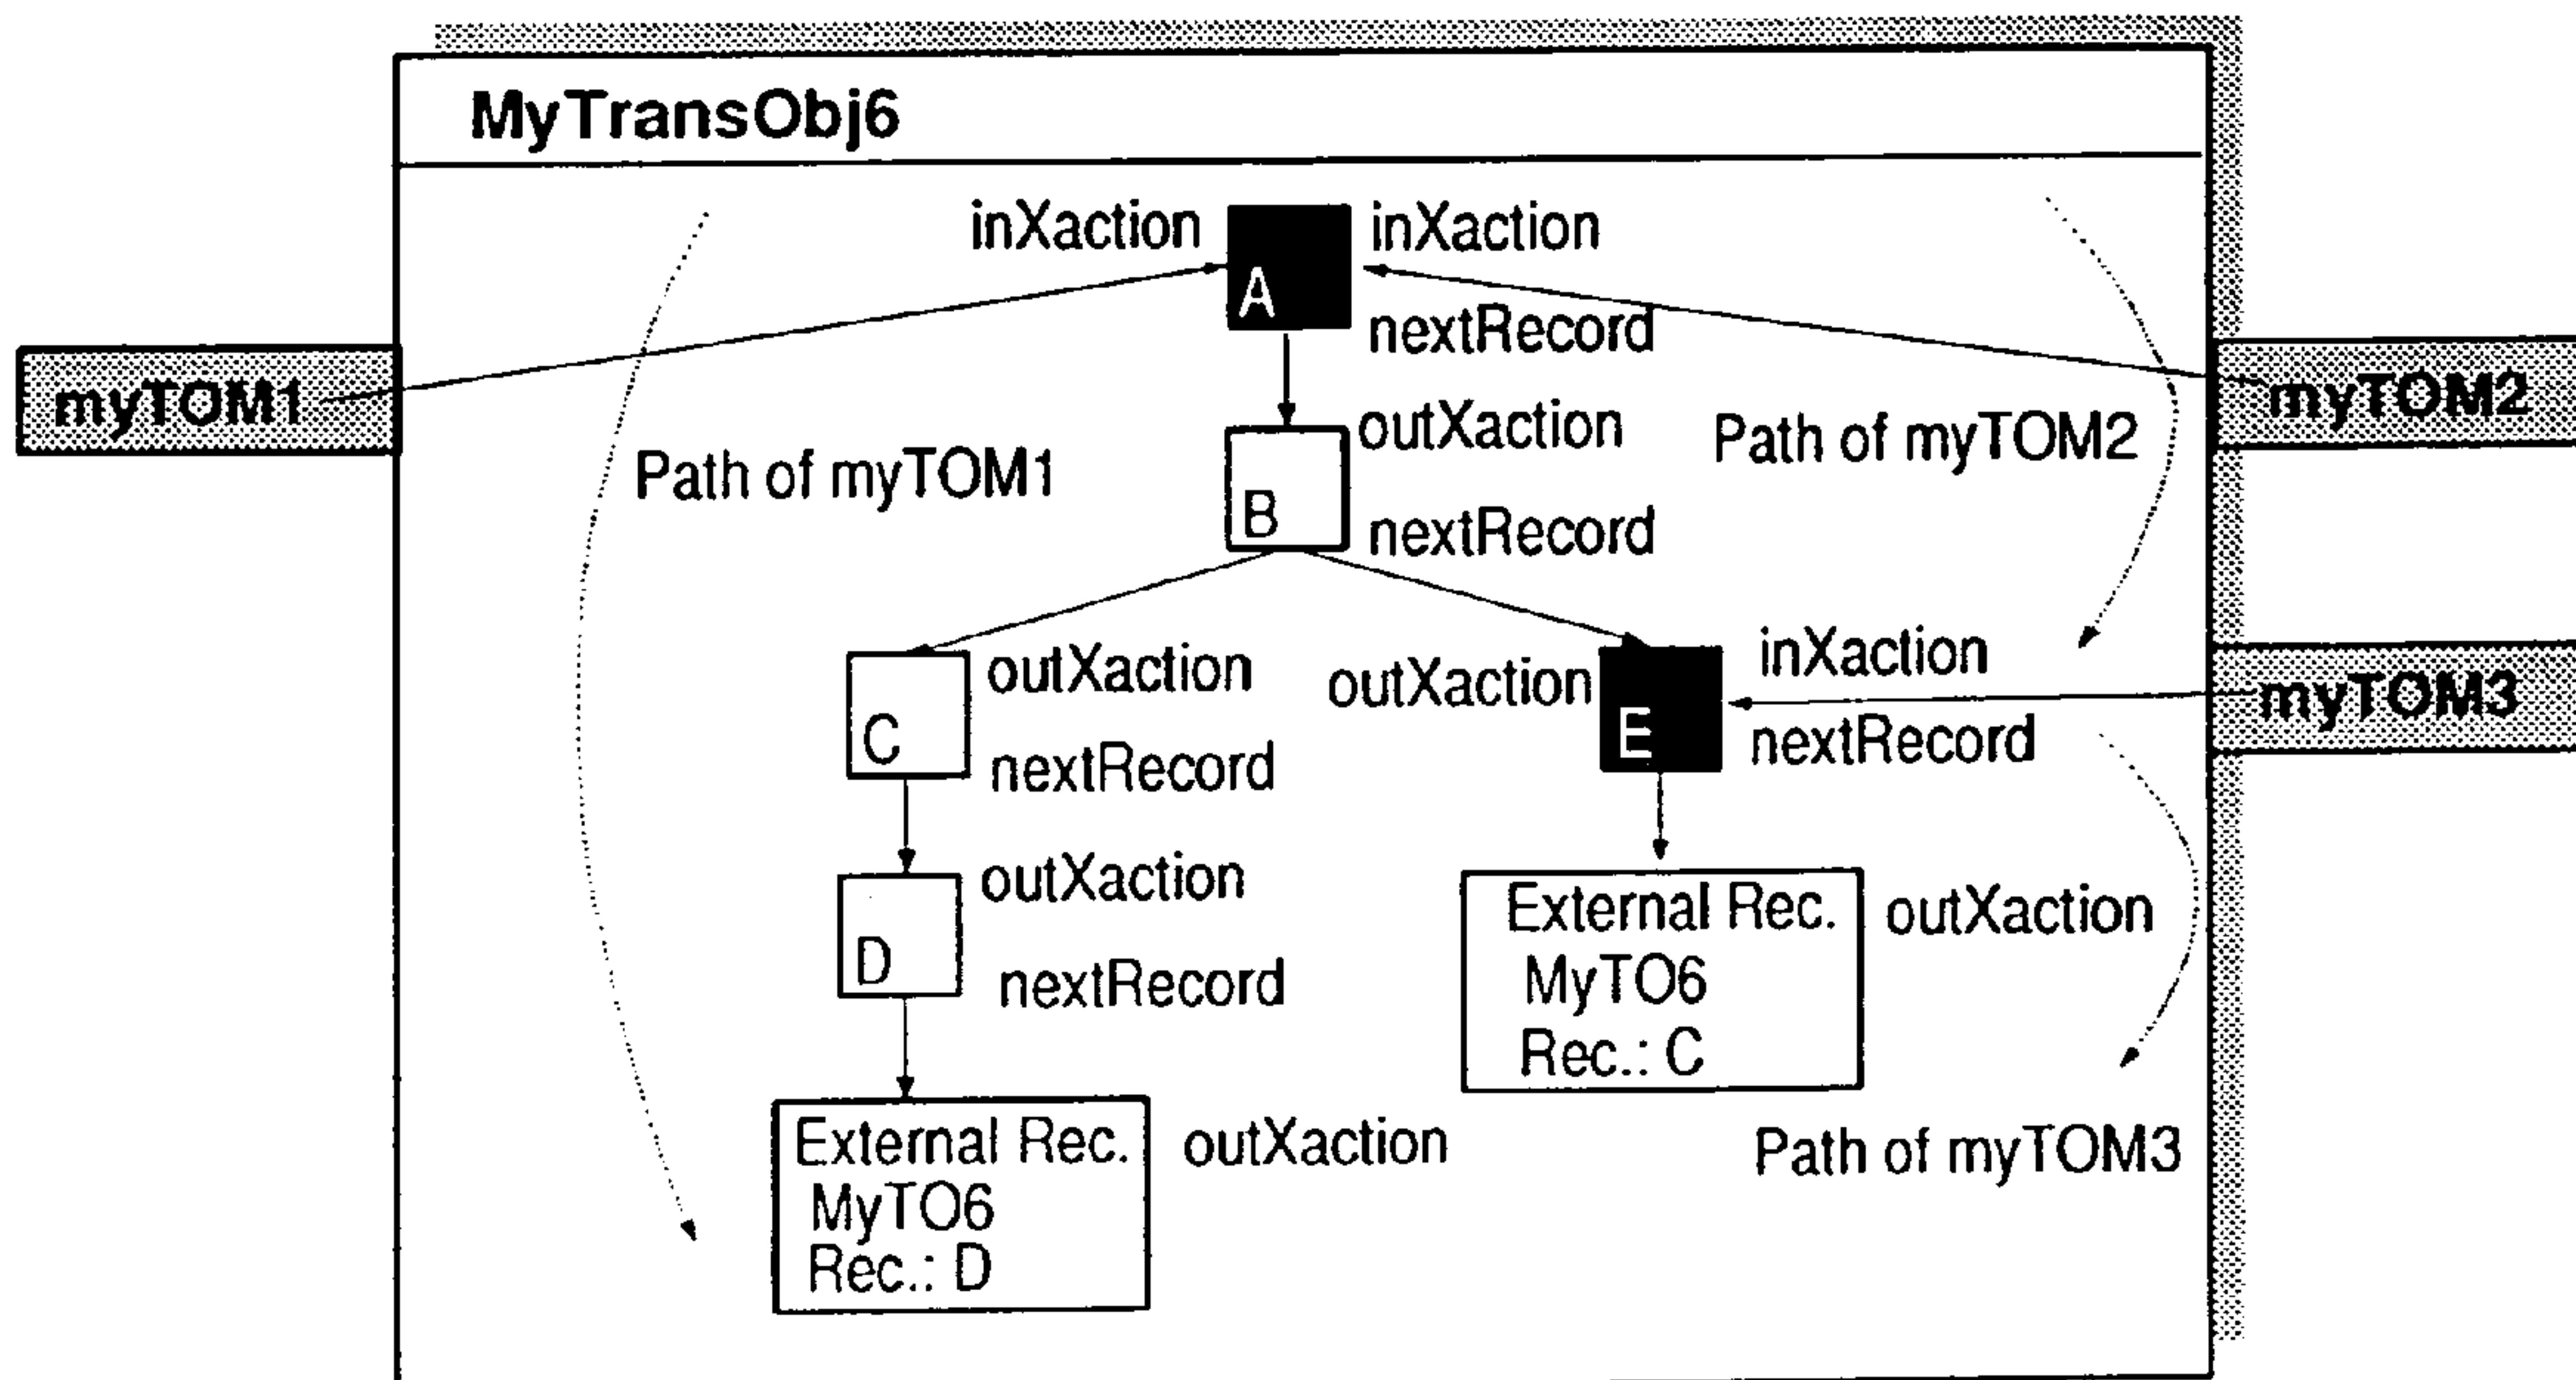 MyTransObj6
inXaction
inXaction
A
nextRecord
myTOM1
myTOM2
outXaction
Path of myTOM2
Path of myTOM1
B
nextRecord
outXaction
outXaction
inXaction
myTOM3
C
E
nextRecord
nextRecord
outXaction
External Rec.
MyTO6
Rec.: C
outXaction
D
nextRecord
External Rec.
MyTO6
Rec.: D
outXaction
Path of myTOM3